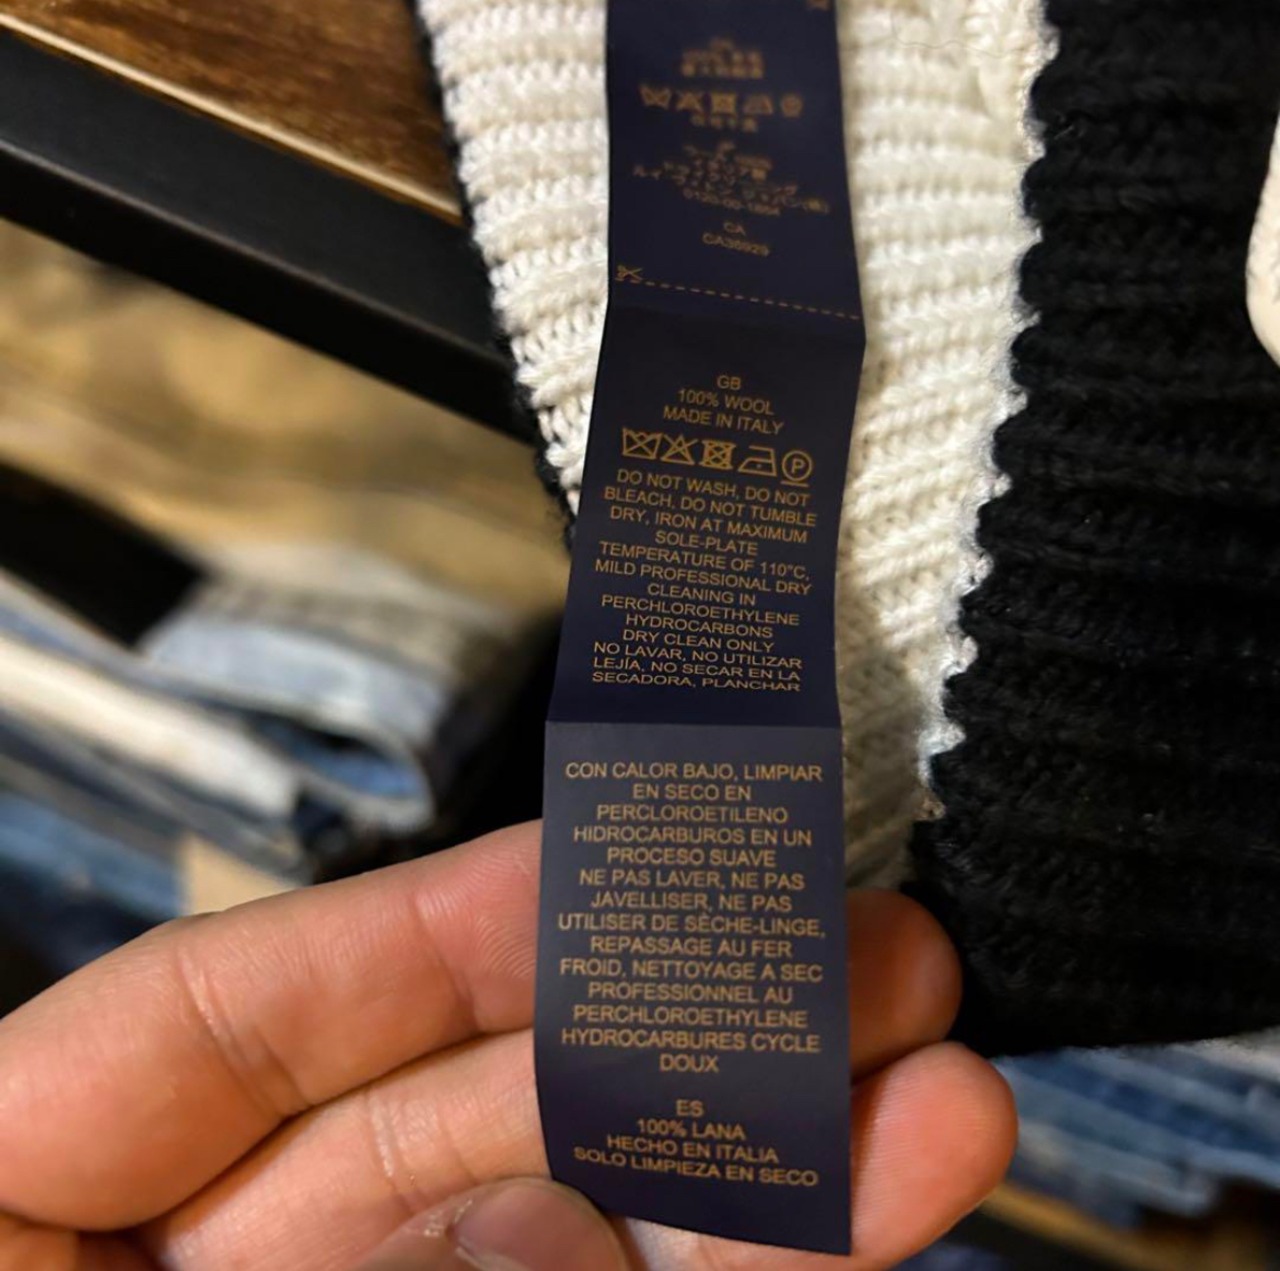 CA
CA36929
GB
100% WOOL
MADE IN ITALY
P
DO NOT WASH, DO NOT
BLEACH, DO NOT TUMBLE
DRY, IRON AT MAXIMUM
SOLE-PLATE
TEMPERATURE OF 110°C,
MILD PROFESSIONAL DRY
CLEANING IN
PERCHLOROETHYLENE
HYDROCARBONS
DRY CLEAN ONLY
NO LAVAR, NO UTILIZAR
LEJÍA, NO SECAR EN LA
SECADORA, PLANCHAR
CON CALOR BAJO, LIMPIAR
EN SECO EN
PERCLOROETILENO
HIDROCARBUROS EN UN
PROCESO SUAVE
NE PAS LAVER, NE PAS
JAVELLISER, NE PAS
UTILISER DE SÈCHE-LINGE,
REPASSAGE AU FER
FROID, NETTOYAGE A SEC
PROFESSIONNEL AU
PERCHLOROETHYLENE
HYDROCARBURES CYCLE
DOUX
ES
100% LANA
HECHO EN ITALIA
SOLO LIMPIEZA EN SECO